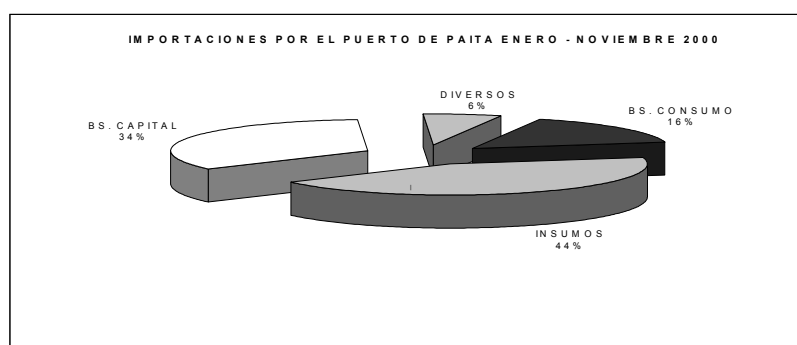 IMPORTACIONES POR EL PUERTO DE PAITA ENERO - NOVIEMBRE 2000
DIVERSOS
6%
BS. CONSUMO
16%
BS. CAPITAL
34%
INSUMOS
44%